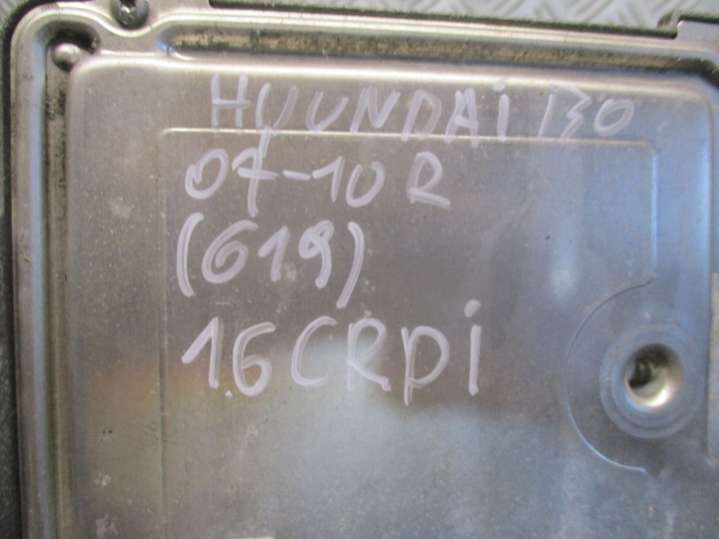 HYUNDAi i30
07-10 R
(619)
1.6 CRDi